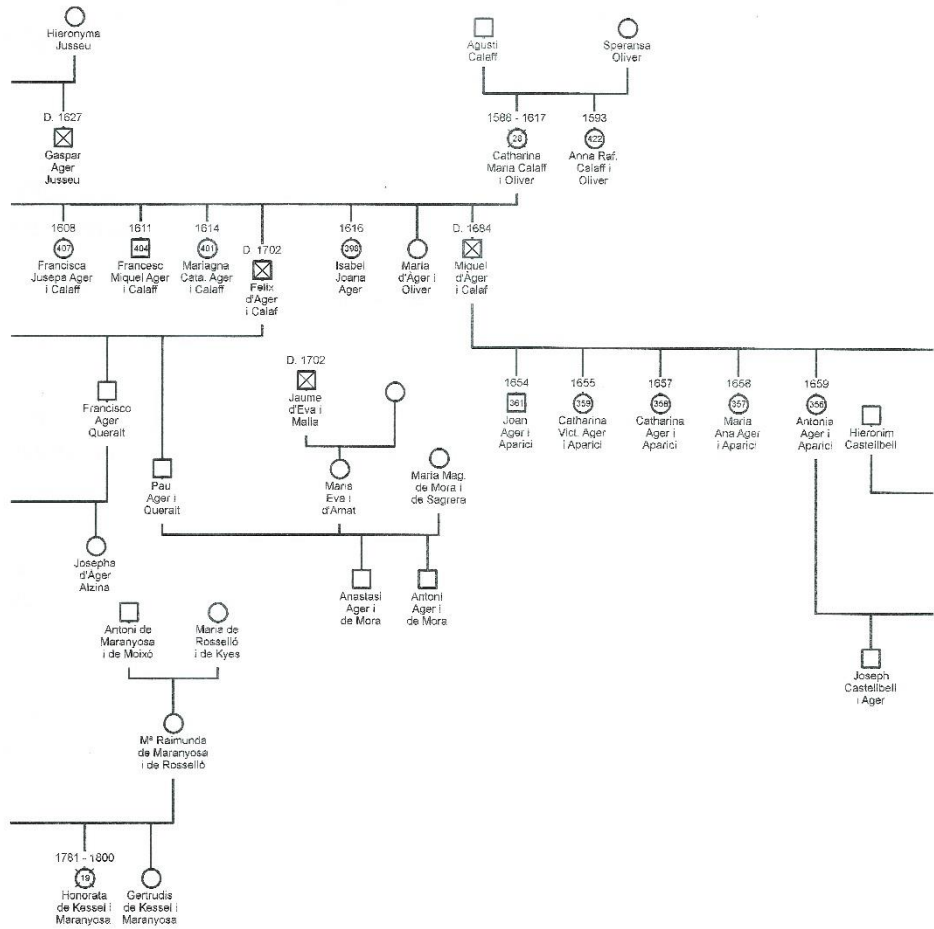 Hieronyma
Jusseu
Agustí
Calaff
Speransa
Oliver
D. 1627
Gaspar
Ager
Jusseu
1588 - 1617
28
Catharina
Maria Calaff
i Oliver
1593
422
Anna Raf.
Calaff i
Oliver
1608
407
Francisca
Jusepa Ager
i Calaff
1611
404
Francesc
Miquel Ager
i Calaff
1614
401
Mariagna
Cata. Ager
i Calaff
D. 1702
Felix
d'Ager
i Calaf
1616
398
Isabel
Joana
Ager
Maria
d'Ager i
Oliver
D. 1684
Miquel
d'Ager
i Calaf
Francisco
Ager
Queralt
D. 1702
Jaume
d'Eva i
Malla
1654
361
Joan
Ager i
Aparici
1655
359
Catharina
Vict. Ager
i Aparici
1657
358
Catharina
Ager i
Aparici
1658
357
Maria
Ana Ager
i Aparici
1659
356
Antonia
Ager i
Aparici
Hieronim
Castellbell
Pau
Ager i
Queralt
Maria
Eva i
d'Amat
Maria Mag.
de Mora i
de Sagrera
Josepha
d'Ager
Alzina
Anastasi
Ager i
de Mora
Antoni
Ager i
de Mora
Antoni de
Maranyosa
i de Moixó
Maria de
Rosselló
i de Kyes
Joseph
Castellbell
i Ager
Mª Raimunda
de Maranyosa
i de Rosselló
1781 - 1800
19
Honorata
de Kessel i
Maranyosa
Gertrudis
de Kessel i
Maranyosa